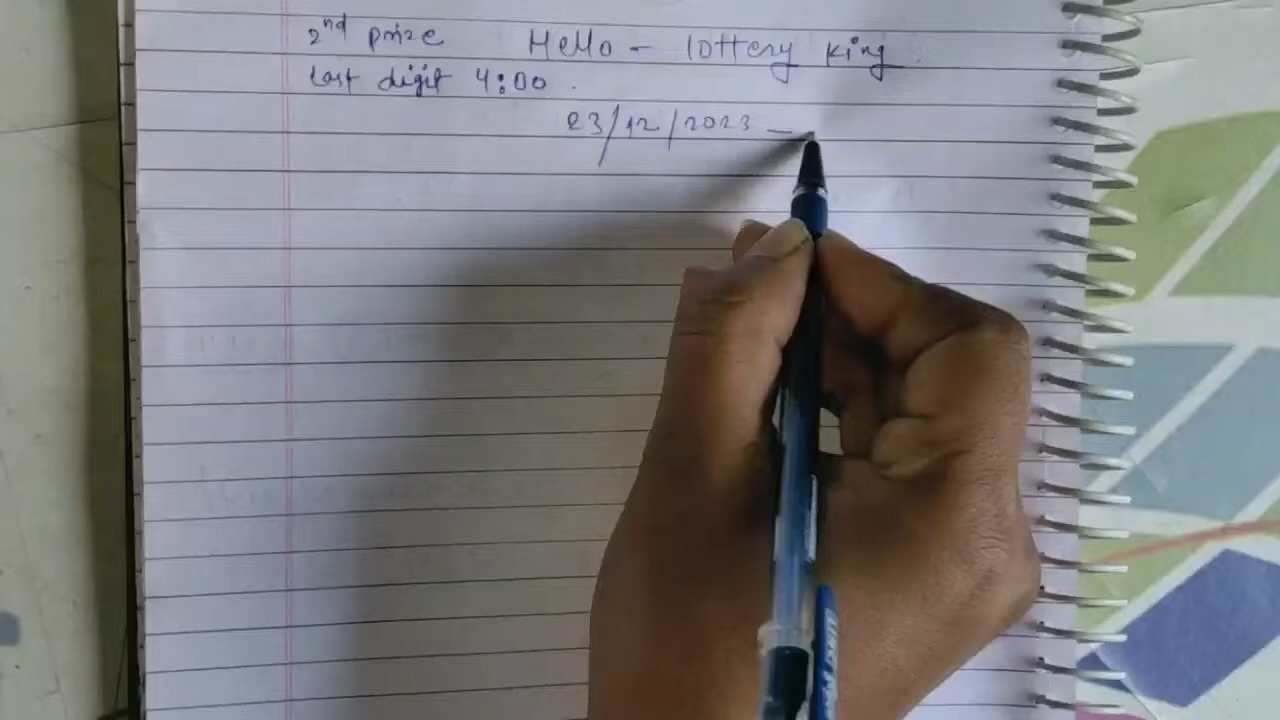 2nd prize Hello - lottery king
last digit 4:00.
23/12/2023 -